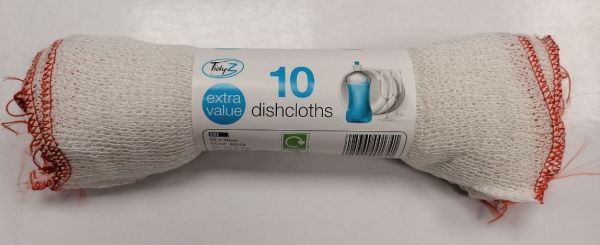 TidyZ
10
extra
value
dishcloths